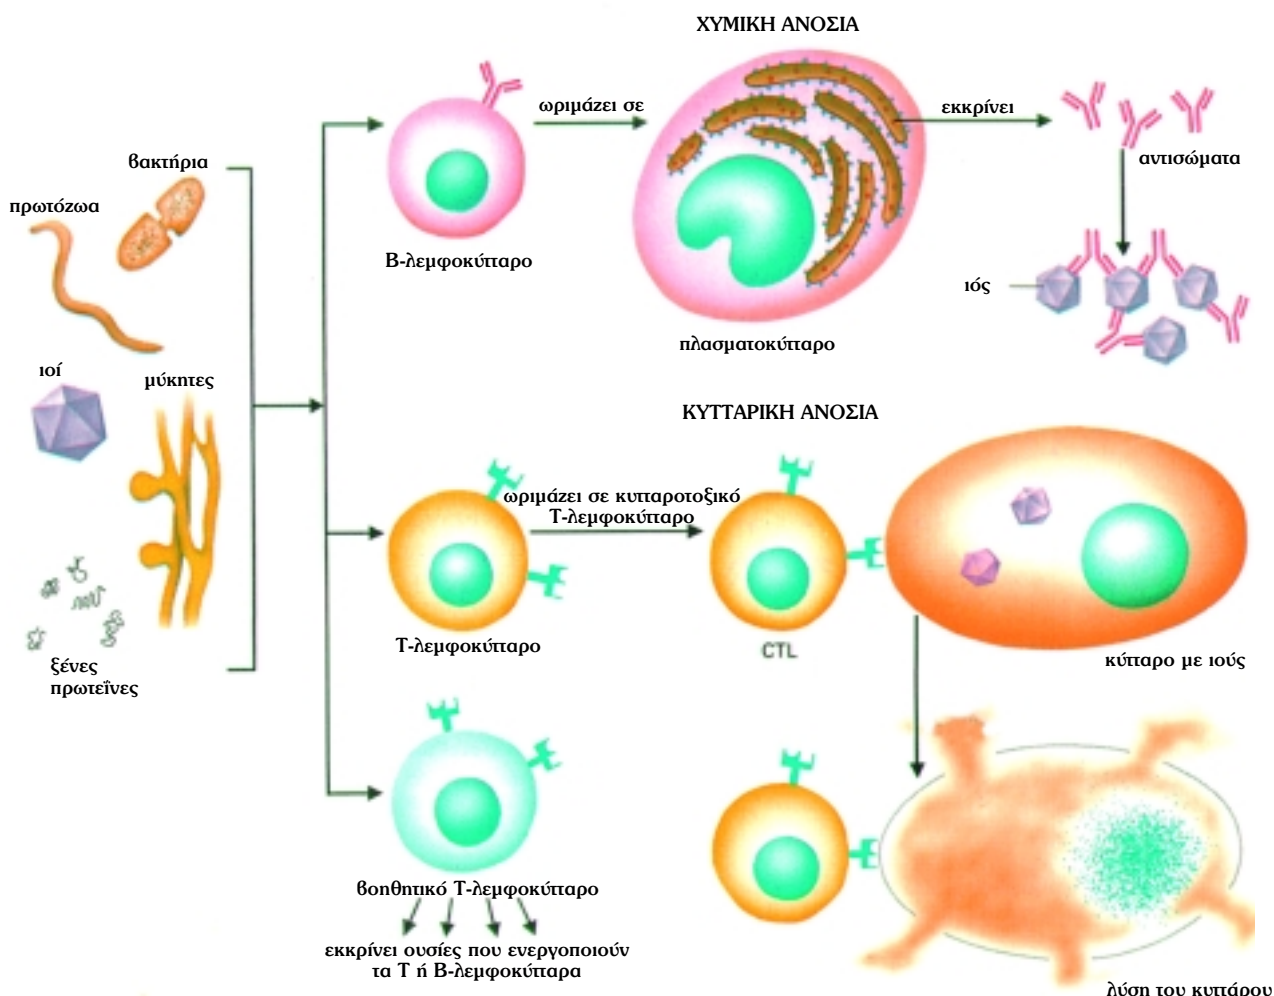 ΧΥΜΙΚΗ ΑΝΟΣΙΑ
βακτήρια
πρωτόζωα
ιοί
μύκητες
ξένες
πρωτεΐνες
ωριμάζει σε
εκκρίνει
αντισώματα
Β-λεμφοκύτταρο
ιός
πλασματοκύτταρο
ΚΥΤΤΑΡΙΚΗ ΑΝΟΣΙΑ
ωριμάζει σε κυτταροτοξικό
Τ-λεμφοκύτταρο
Τ-λεμφοκύτταρο
CTL
κύτταρο με ιούς
βοηθητικό Τ-λεμφοκύτταρο
εκκρίνει ουσίες που ενεργοποιούν
τα Τ ή Β-λεμφοκύτταρα
λύση του κυττάρου